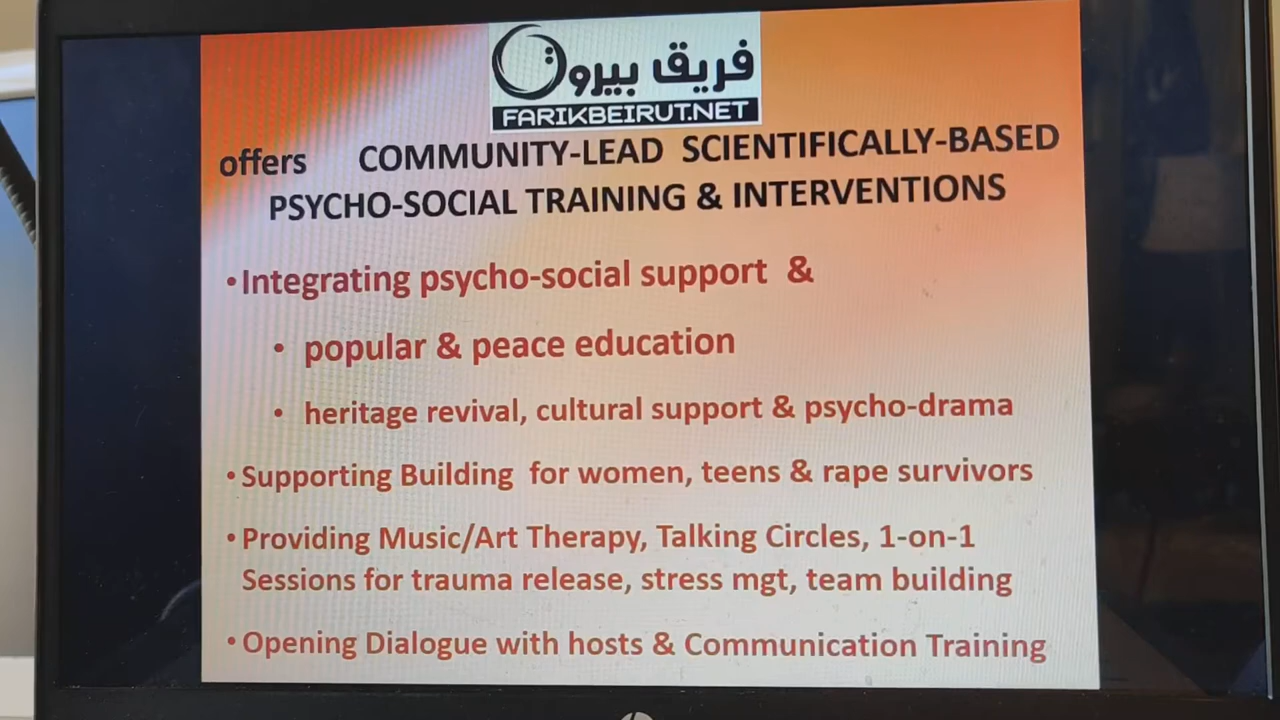 فريق بيروت
FARIKBEIRUT.NET
offers COMMUNITY-LEAD SCIENTIFICALLY-BASED
PSYCHO-SOCIAL TRAINING & INTERVENTIONS
•Integrating psycho-social support &
• popular & peace education
• heritage revival, cultural support & psycho-drama
•Supporting Building for women, teens & rape survivors
•Providing Music/Art Therapy, Talking Circles, 1-on-1
Sessions for trauma release, stress mgt, team building
•Opening Dialogue with hosts & Communication Training